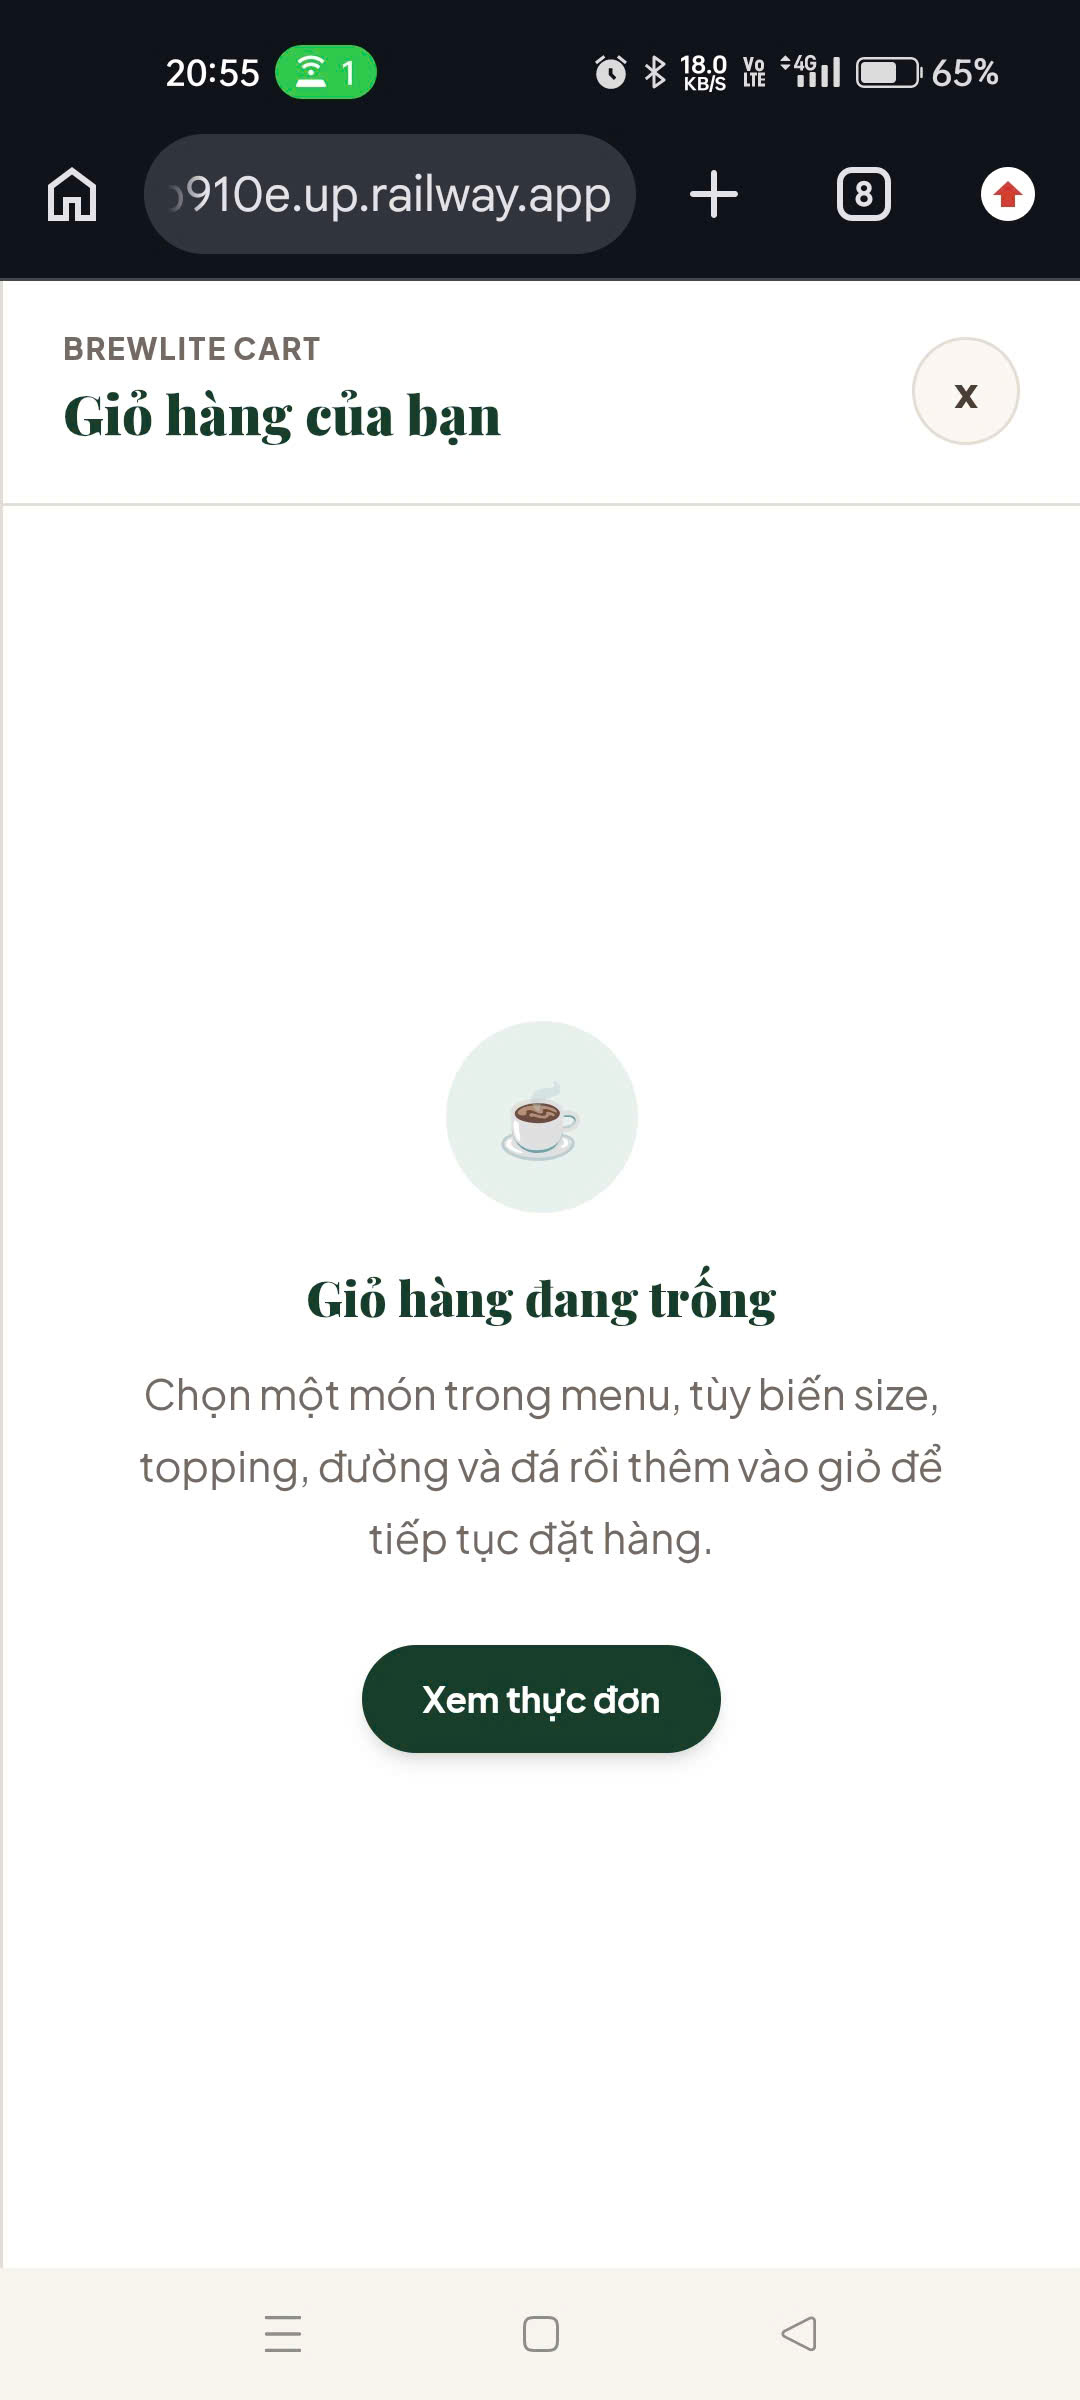 20:55 1 18.0 KB/S Vo LTE 4G 65%
910e.up.railway.app 8
BREWLITE CART
Giỏ hàng của bạn
x
Giỏ hàng đang trống
Chọn một món trong menu, tùy biến size,
topping, đường và đá rồi thêm vào giỏ để
tiếp tục đặt hàng.
Xem thực đơn